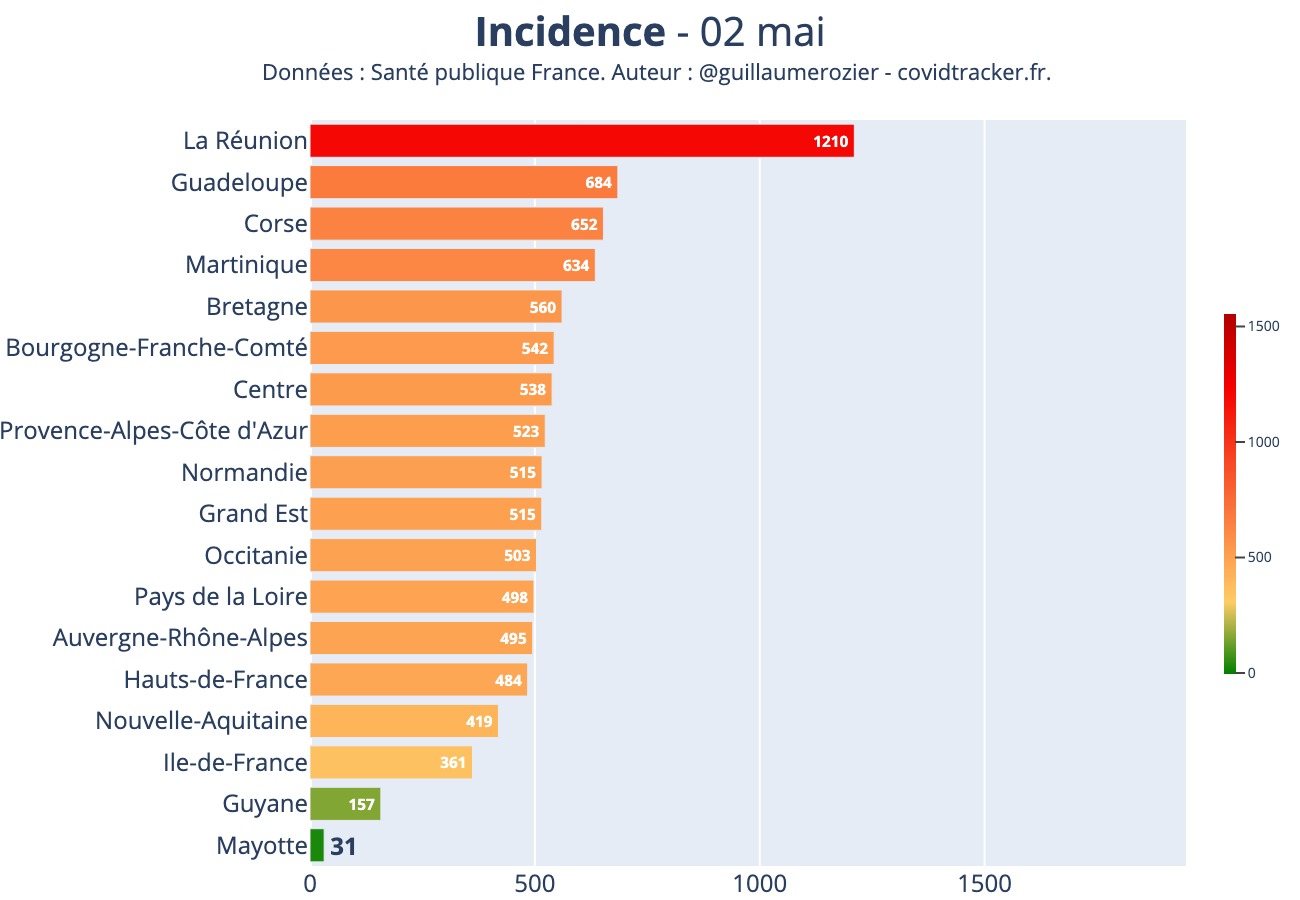 Incidence - 02 mai
Données : Santé publique France. Auteur : @guillaumerozier - covidtracker.fr.
La Réunion 1210
Guadeloupe 684
Corse 652
Martinique 634
Bretagne 560
Bourgogne-Franche-Comté 542
Centre 538
Provence-Alpes-Côte d'Azur 523
Normandie 515
Grand Est 515
Occitanie 503
Pays de la Loire 498
Auvergne-Rhône-Alpes 495
Hauts-de-France 484
Nouvelle-Aquitaine 419
Ile-de-France 361
Guyane 157
Mayotte 31
0 500 1000 1500
1500
1000
500
0